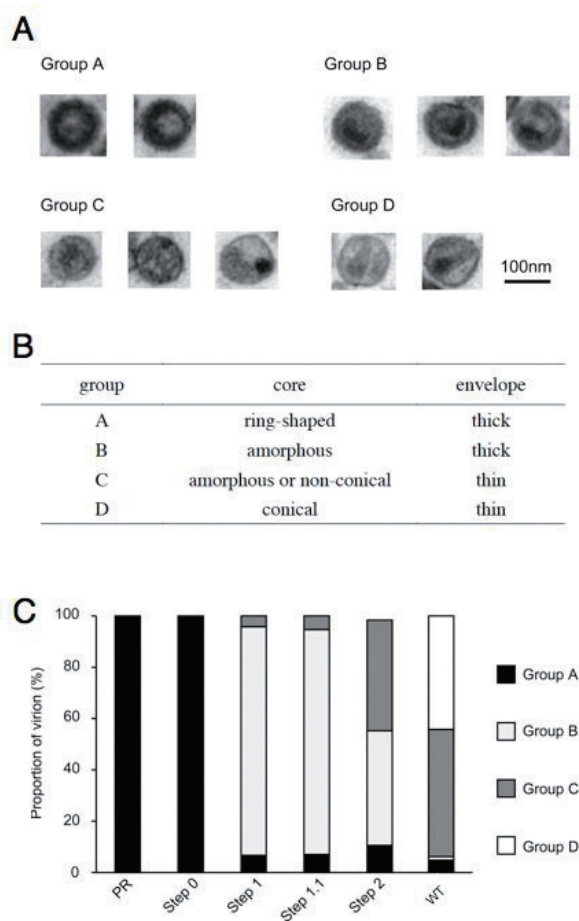 A
Group A
Group B
Group C
Group D
100nm
B
group core envelope
A ring-shaped thick
B amorphous thick
C amorphous or non-conical thin
D conical thin
C
Proportion of virion (%)
100
80
60
40
20
0
PR Step 0 Step 1 Step 1.1 Step 2 WT
Group A
Group B
Group C
Group D